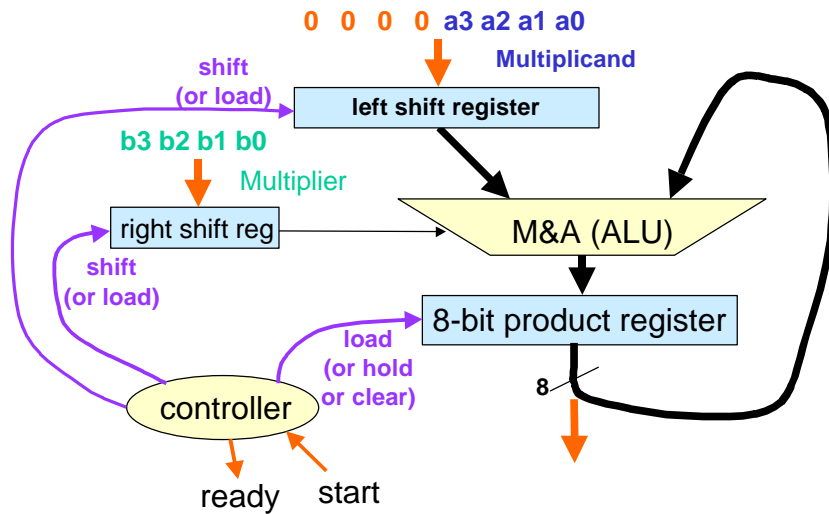 0 0 0 0 a3 a2 a1 a0
Multiplicand
shift
(or load)
left shift register
b3 b2 b1 b0
Multiplier
right shift reg
M&A (ALU)
shift
(or load)
8-bit product register
load
(or hold
or clear)
8
controller
ready
start